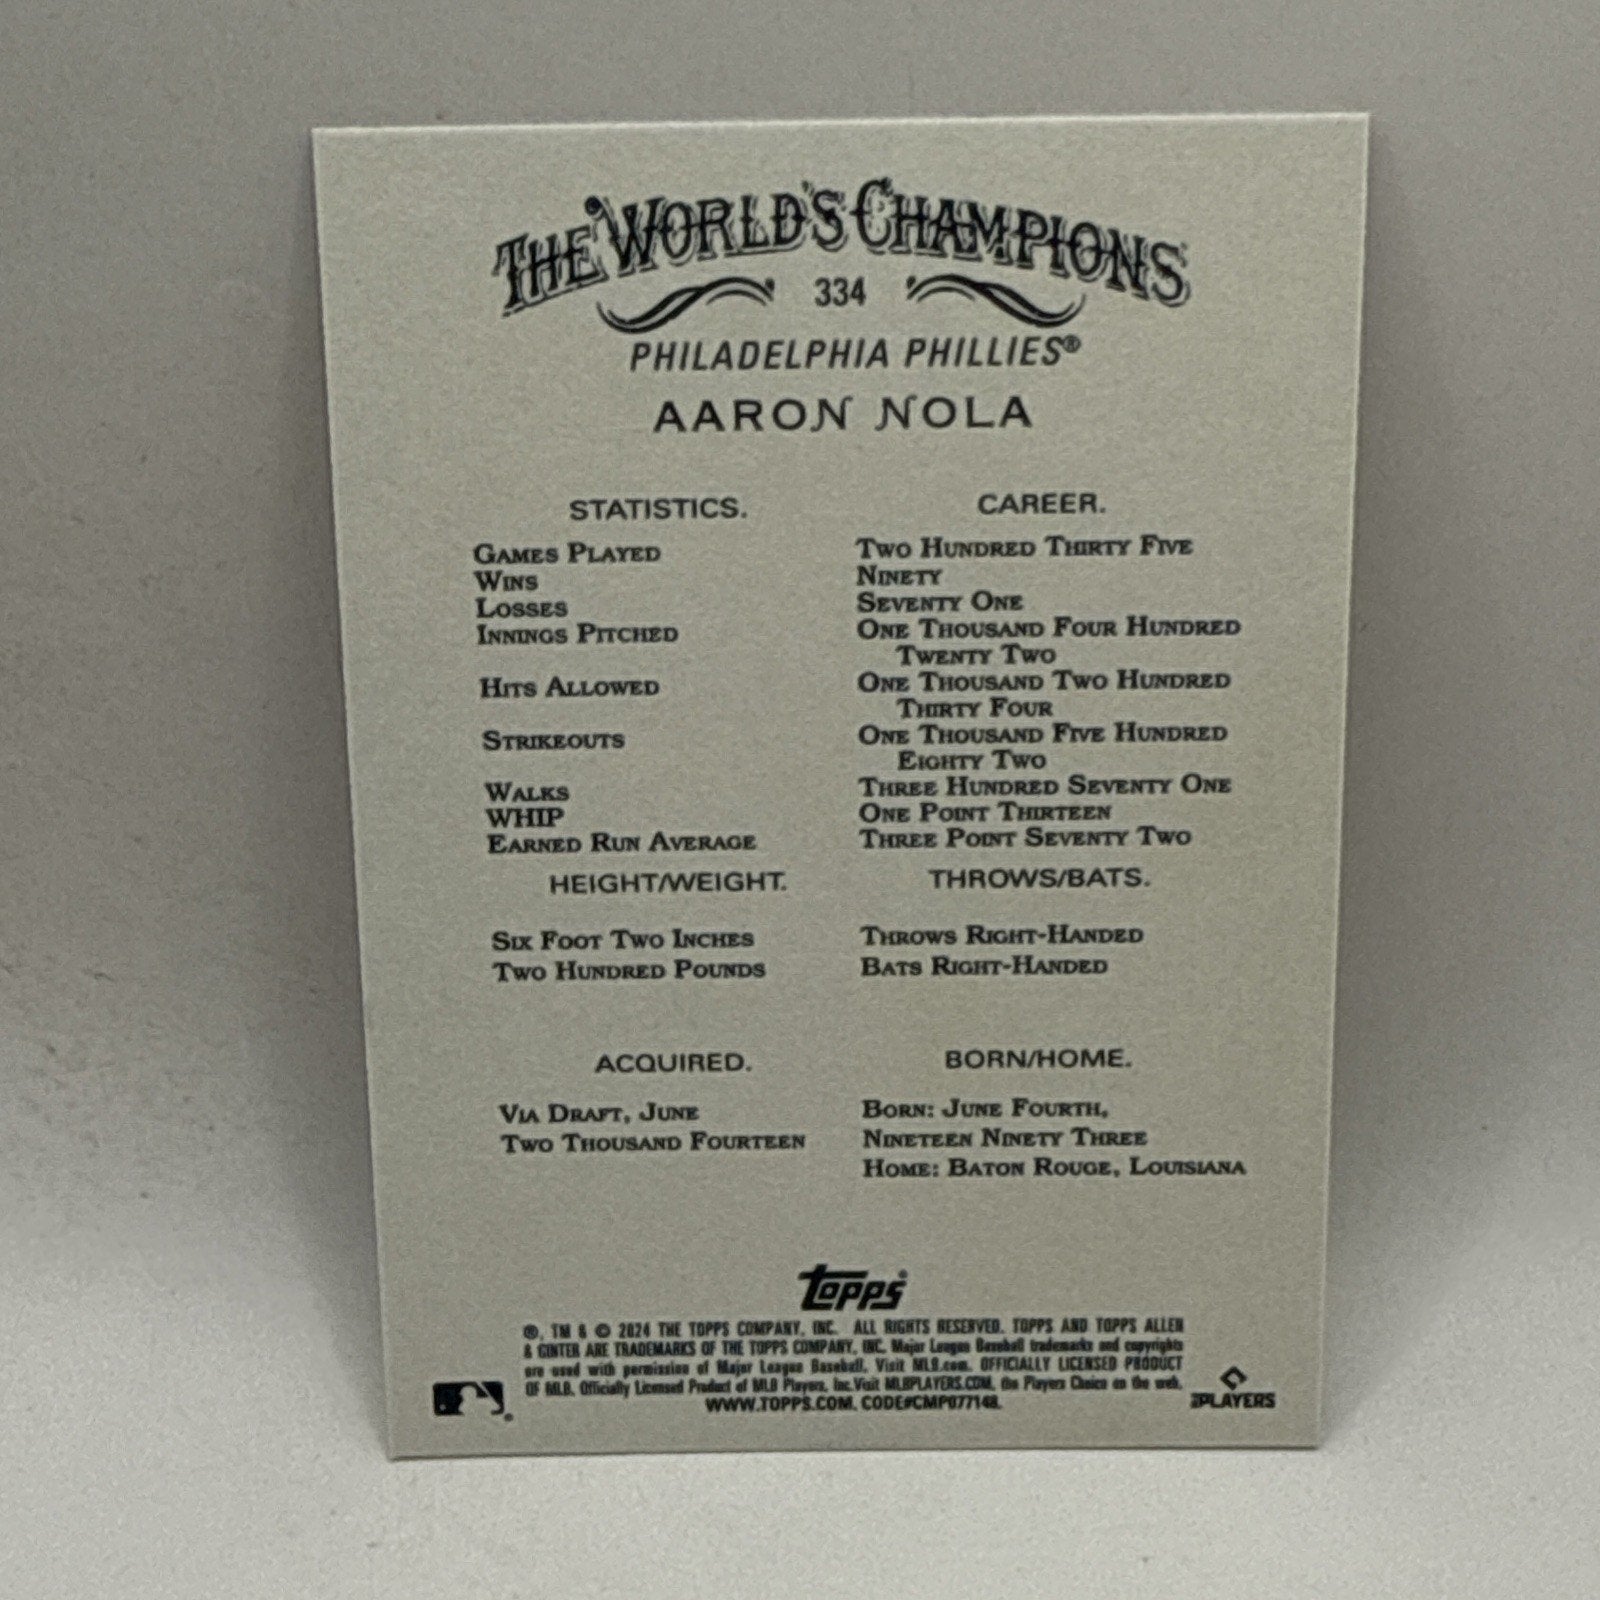 THE WORLD'S CHAMPIONS
334
PHILADELPHIA PHILLIES®
AARON NOLA
STATISTICS. CAREER.
GAMES PLAYED TWO HUNDRED THIRTY FIVE
WINS NINETY
LOSSES SEVENTY ONE
INNINGS PITCHED ONE THOUSAND FOUR HUNDRED
TWENTY TWO
HITS ALLOWED ONE THOUSAND TWO HUNDRED
THIRTY FOUR
STRIKEOUTS ONE THOUSAND FIVE HUNDRED
EIGHTY TWO
WALKS THREE HUNDRED SEVENTY ONE
WHIP ONE POINT THIRTEEN
EARNED RUN AVERAGE THREE POINT SEVENTY TWO
HEIGHT/WEIGHT. THROWS/BATS.
SIX FOOT TWO INCHES THROWS RIGHT-HANDED
TWO HUNDRED POUNDS BATS RIGHT-HANDED
ACQUIRED. BORN/HOME.
VIA DRAFT, JUNE BORN: JUNE FOURTH,
TWO THOUSAND FOURTEEN NINETEEN NINETY THREE
HOME: BATON ROUGE, LOUISIANA
topps®
®, TM & © 2024 THE TOPPS COMPANY, INC. ALL RIGHTS RESERVED. TOPPS AND TOPPS ALLEN
& GINTER ARE TRADEMARKS OF THE TOPPS COMPANY, INC. Major League Baseball trademarks and copyrights
are used with permission of Major League Baseball. Visit MLB.com. OFFICIALLY LICENSED PRODUCT
OF MLB. Officially Licensed Product of MLB Players, Inc. Visit MLBPLAYERS.COM, the Players Choice on the web.
WWW.TOPPS.COM. CODE#CMP077148.
PLAYERS